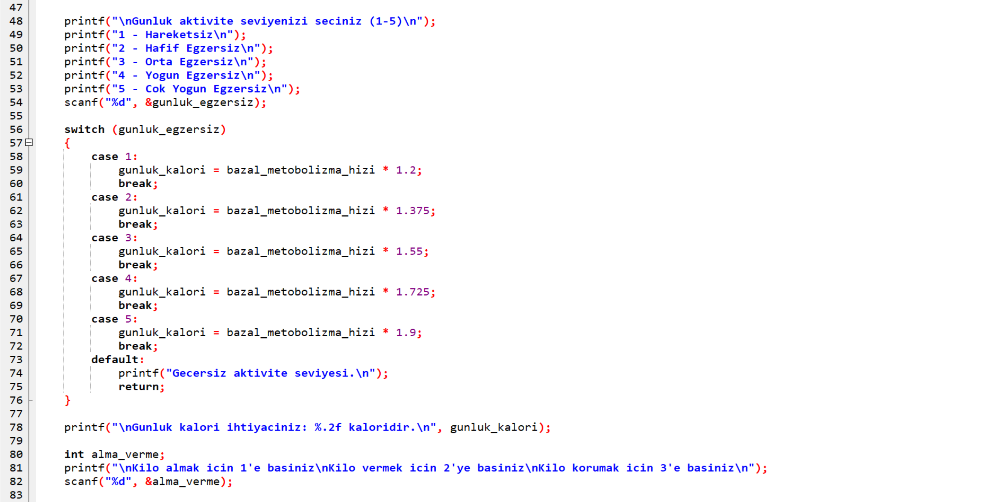 47
48 printf("\nGunluk aktivite seviyenizi seciniz (1-5)\n");
49 printf("1 - Hareketsiz\n");
50 printf("2 - Hafif Egzersiz\n");
51 printf("3 - Orta Egzersiz\n");
52 printf("4 - Yogun Egzersiz\n");
53 printf("5 - Cok Yogun Egzersiz\n");
54 scanf("%d", &gunluk_egzersiz);
55
56 switch (gunluk_egzersiz)
57 {
58 case 1:
59 gunluk_kalori = bazal_metobolizma_hizi * 1.2;
60 break;
61 case 2:
62 gunluk_kalori = bazal_metobolizma_hizi * 1.375;
63 break;
64 case 3:
65 gunluk_kalori = bazal_metobolizma_hizi * 1.55;
66 break;
67 case 4:
68 gunluk_kalori = bazal_metobolizma_hizi * 1.725;
69 break;
70 case 5:
71 gunluk_kalori = bazal_metobolizma_hizi * 1.9;
72 break;
73 default:
74 printf("Gecersiz aktivite seviyesi.\n");
75 return;
76 }
77
78 printf("\nGunluk kalori ihtiyaciniz: %.2f kaloridir.\n", gunluk_kalori);
79
80 int alma_verme;
81 printf("\nKilo almak icin 1'e basiniz\nKilo vermek icin 2'ye basiniz\nKilo korumak icin 3'e basiniz\n");
82 scanf("%d", &alma_verme);
83